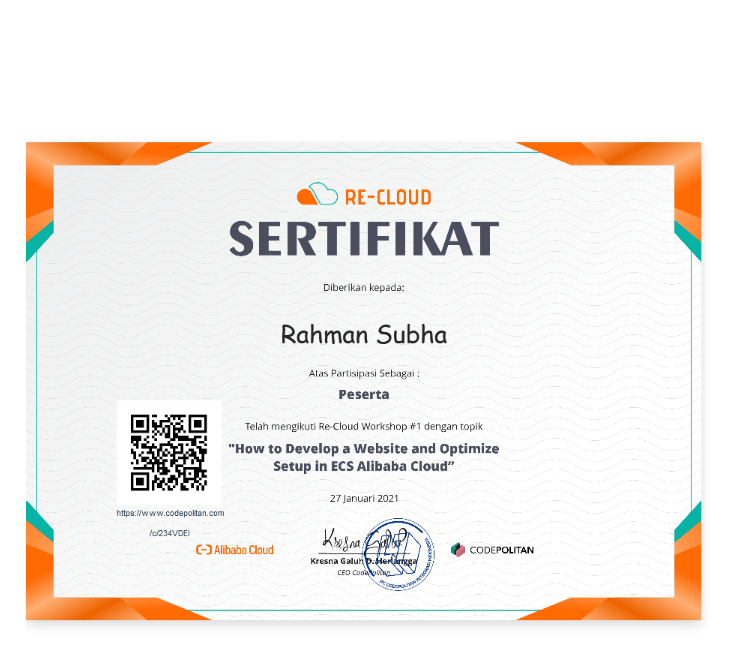 RE-CLOUD
SERTIFIKAT
Diberikan kepada:
Rahman Subha
Atas Partisipasi Sebagai :
Peserta
Telah mengikuti Re-Cloud Workshop #1 dengan topik
"How to Develop a Website and Optimize
Setup in ECS Alibaba Cloud”
27 Januari 2021
https://www.codepolitan.com
/c/234VDEI
Alibaba Cloud
Kresna Galuh D. Herlangga
CEO Codepolitan
CODEPOLITAN